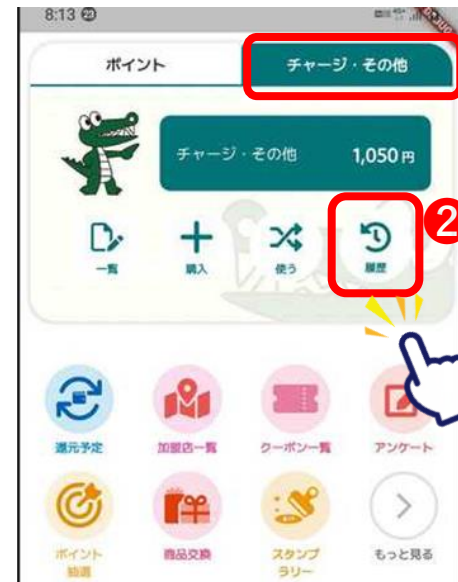 8:13 23
ポイント
チャージ・その他
チャージ・その他 1,050 円
一覧
購入
使う
履歴
2
還元予定
加盟店一覧
クーポン一覧
アンケート
ポイント
抽選
商品交換
スタンプ
ラリー
もっと見る